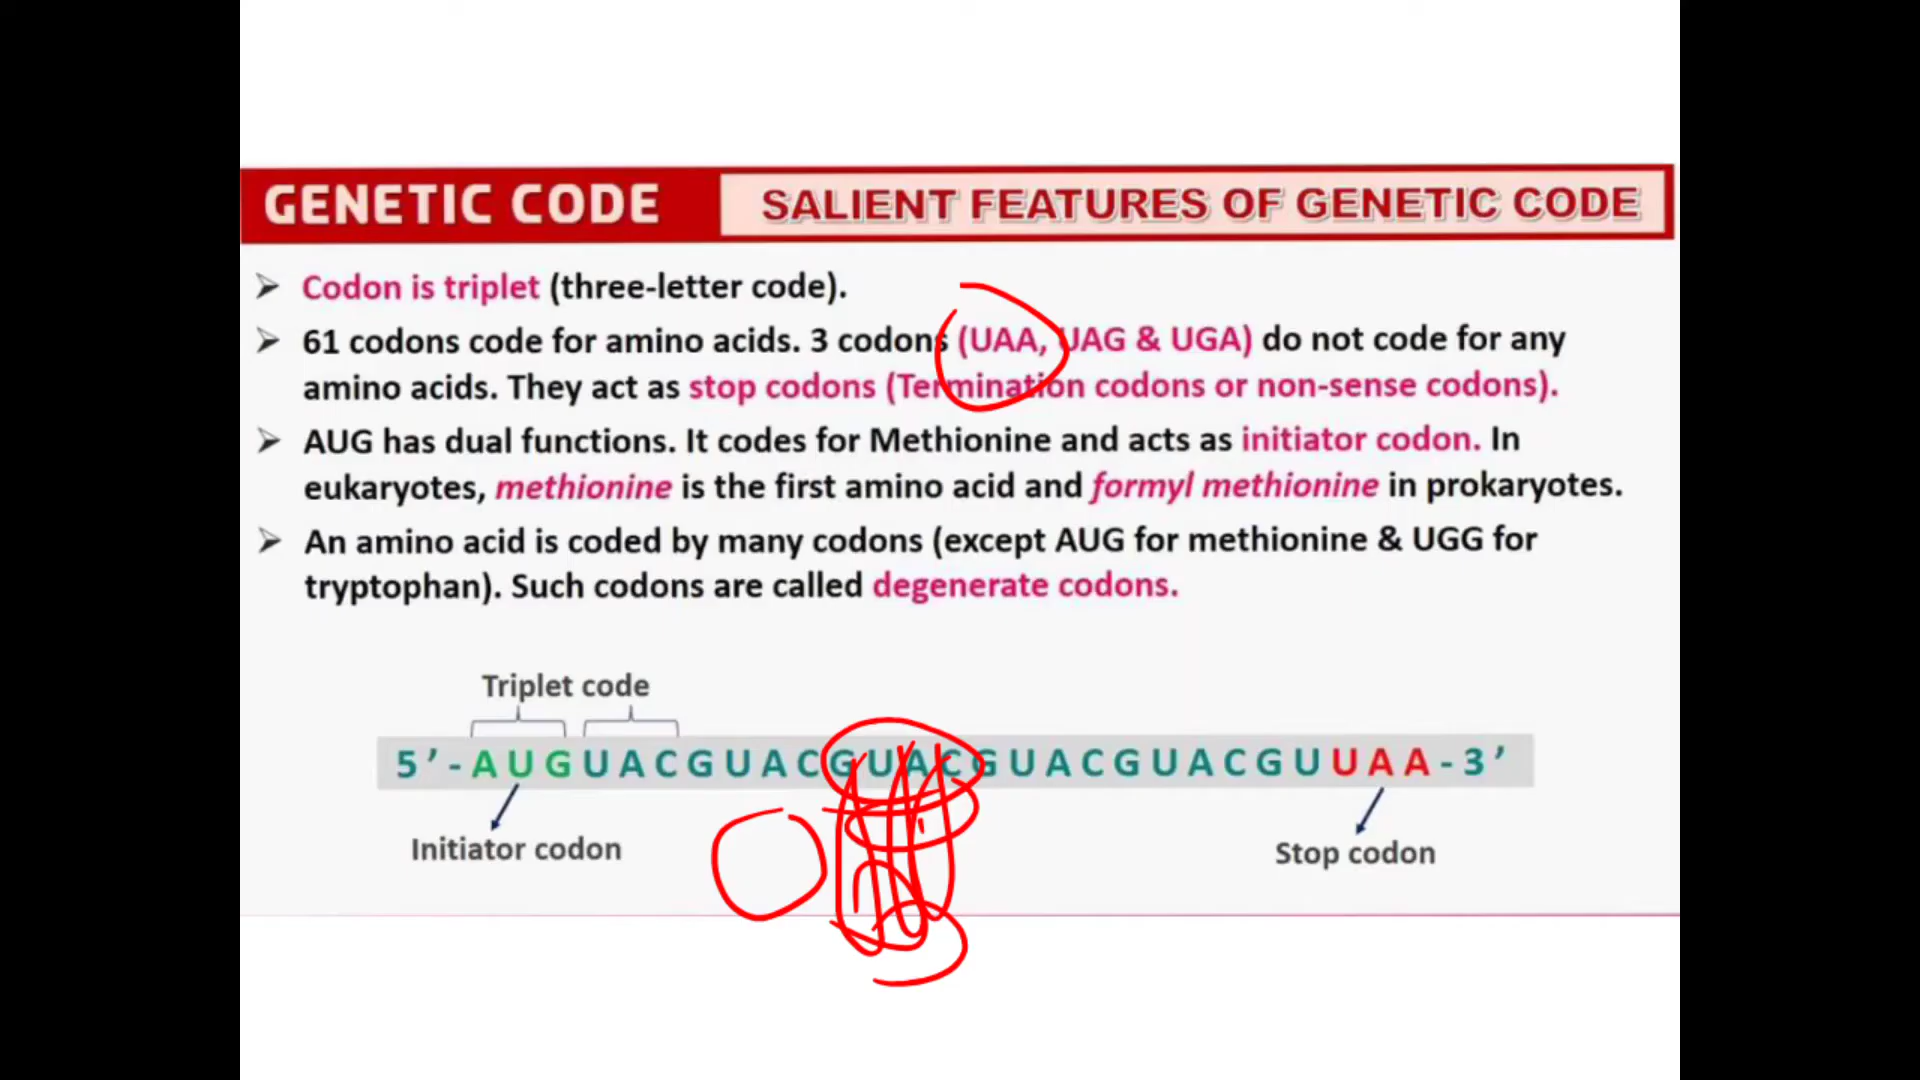 GENETIC CODE SALIENT FEATURES OF GENETIC CODE
➤ Codon is triplet (three-letter code).
➤ 61 codons code for amino acids. 3 codons (UAA, UAG & UGA) do not code for any
amino acids. They act as stop codons (Termination codons or non-sense codons).
➤ AUG has dual functions. It codes for Methionine and acts as initiator codon. In
eukaryotes, methionine is the first amino acid and formyl methionine in prokaryotes.
➤ An amino acid is coded by many codons (except AUG for methionine & UGG for
tryptophan). Such codons are called degenerate codons.
Triplet code
5’-AUGUACGUACGUACGUACGUACGUUAA-3’
Initiator codon
Stop codon